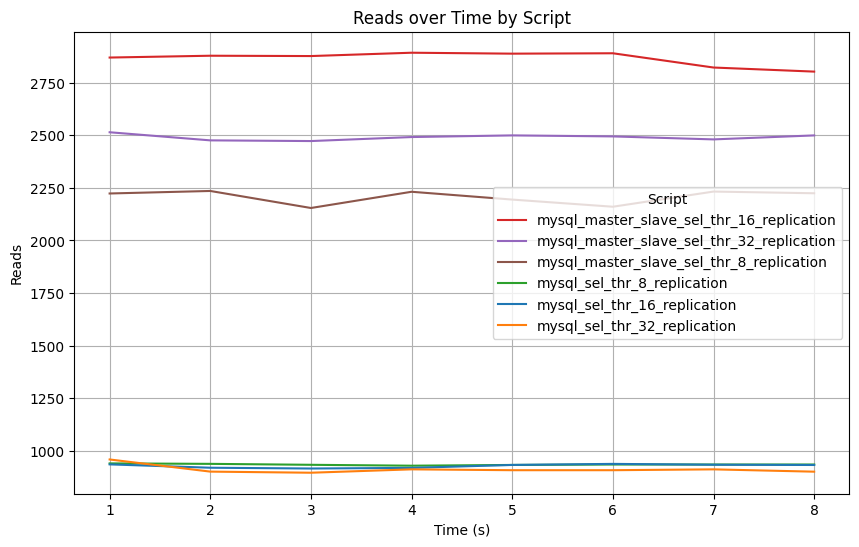 Reads over Time by Script
Reads
2750
2500
2250
2000
1750
1500
1250
1000
Script
mysql_master_slave_sel_thr_16_replication
mysql_master_slave_sel_thr_32_replication
mysql_master_slave_sel_thr_8_replication
mysql_sel_thr_8_replication
mysql_sel_thr_16_replication
mysql_sel_thr_32_replication
1 2 3 4 5 6 7 8
Time (s)